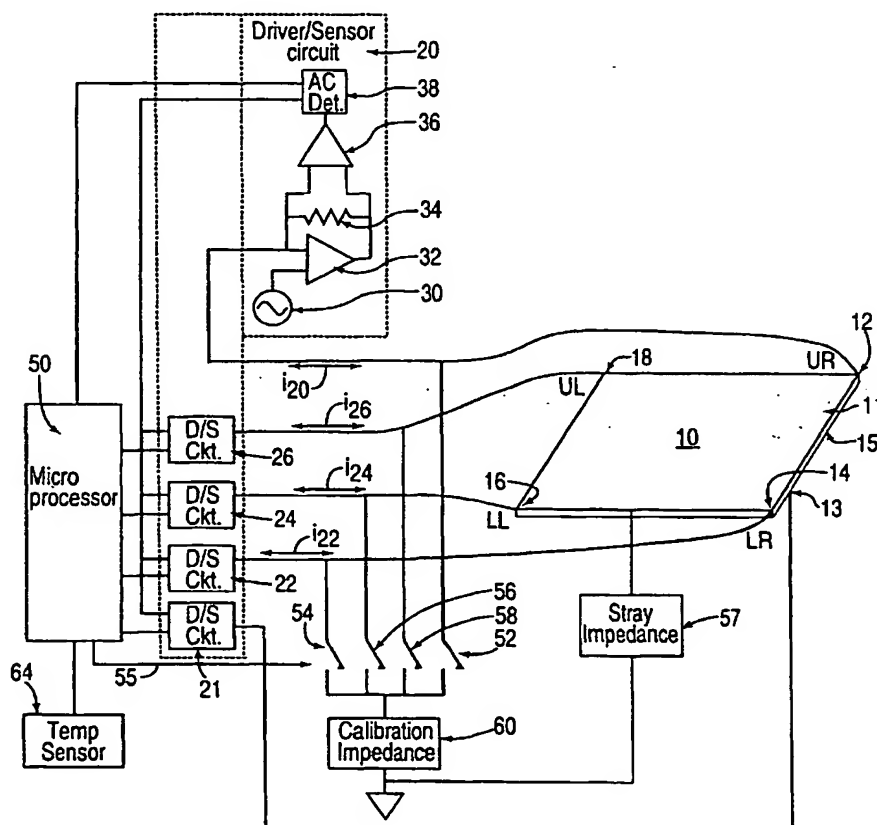 Driver/Sensor
circuit
20
AC
Det.
38
36
34
32
30
12
18
UR
UL
i20
50
i26
11
D/S
Ckt.
10
15
26
Micro
processor
i24
16
14
D/S
Ckt.
LL
13
24
i22
LR
D/S
Ckt.
56
22
58
54
52
Stray
Impedance
57
D/S
Ckt.
21
64
55
Temp
Sensor
Calibration
Impedance
60